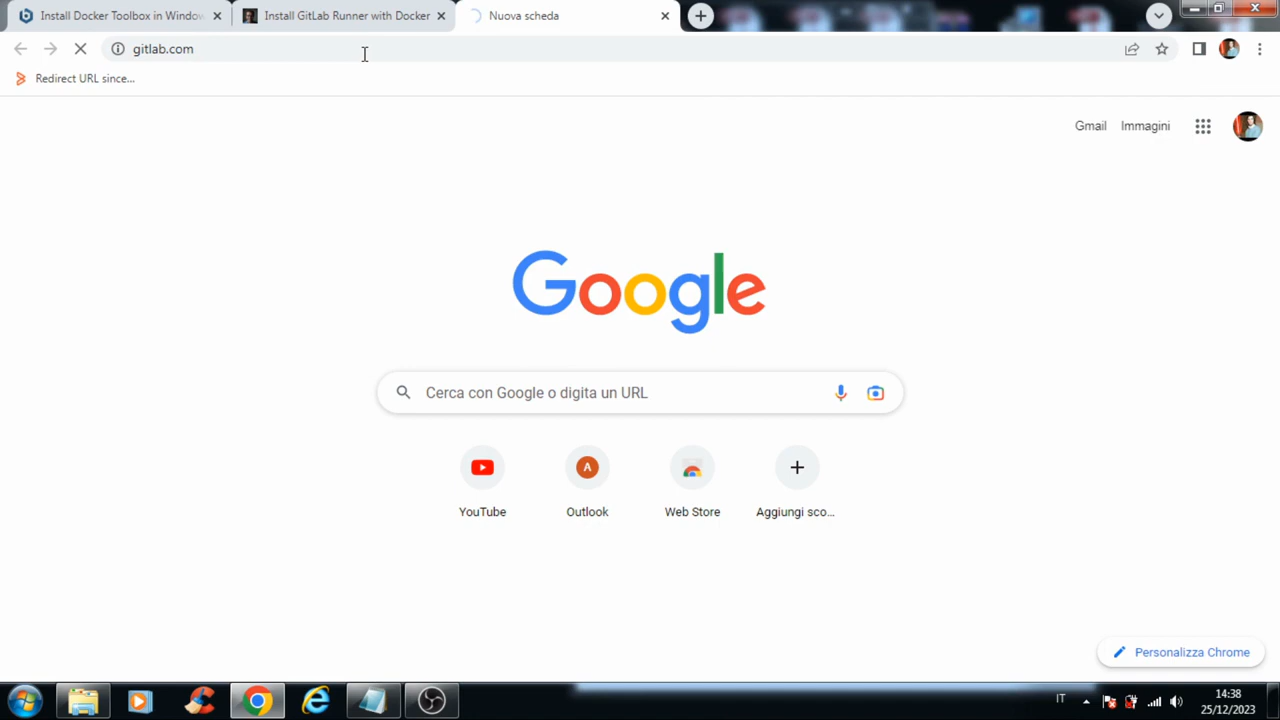 Install Docker Toolbox in Window
Install GitLab Runner with Docker
Nuova scheda
gitlab.com
Redirect URL since...
Gmail
Immagini
Google
Cerca con Google o digita un URL
YouTube
A
Outlook
Web Store
Aggiungi sco...
Personalizza Chrome
IT
14:38
25/12/2023